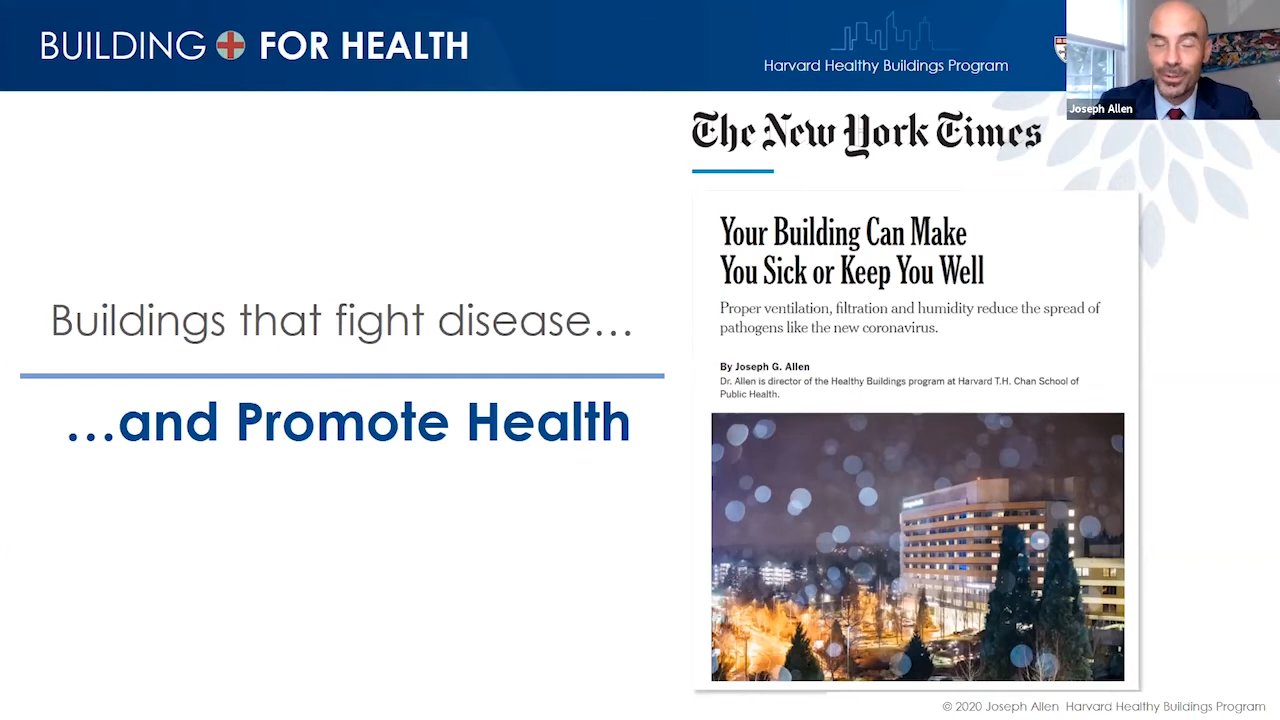 BUILDING FOR HEALTH
Harvard Healthy Buildings Program
Joseph Allen
The New York Times
Your Building Can Make
You Sick or Keep You Well
Proper ventilation, filtration and humidity reduce the spread of
pathogens like the new coronavirus.
By Joseph G. Allen
Dr. Allen is director of the Healthy Buildings program at Harvard T.H. Chan School of
Public Health.
Buildings that fight disease…
…and Promote Health
© 2020 Joseph Allen Harvard Healthy Buildings Program